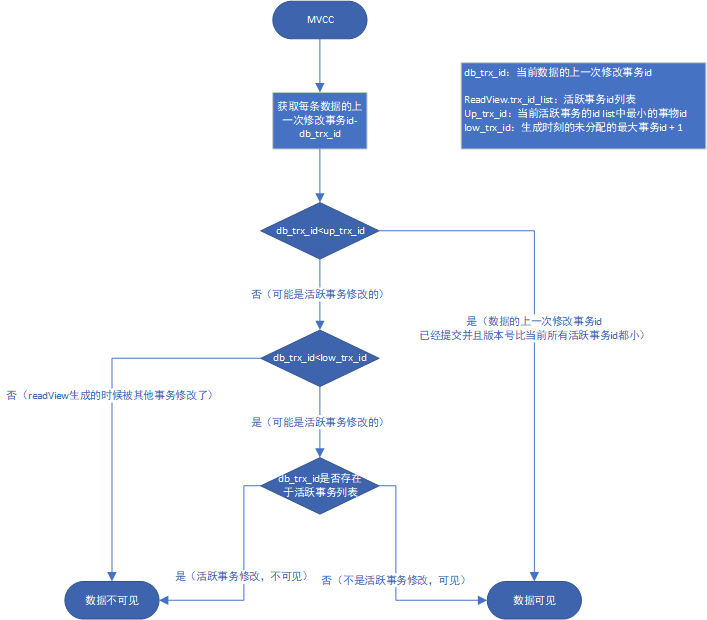 MVCC
db_trx_id：当前数据的上一次修改事务id
ReadView.trx_id_list：活跃事务id列表
Up_trx_id：当前活跃事务的id list中最小的事物id
low_trx_id：生成时刻的未分配的最大事务id＋1
获取每条数据的上
一次修改事务id-
db_trx_id
db_trx_id<up_trx_id
否（可能是活跃事务修改的）
是（数据的上一次修改事务id
已经提交并且版本号比当前所有活跃事务id都小）
db_trx_id<low_trx_id
否（readView生成的时候被其他事务修改了）
是（可能是活跃事务修改的）
db_trx_id是否存在
于活跃事务列表
是（活跃事务修改，不可见）
否（不是活跃事务修改，可见）
数据不可见
数据可见